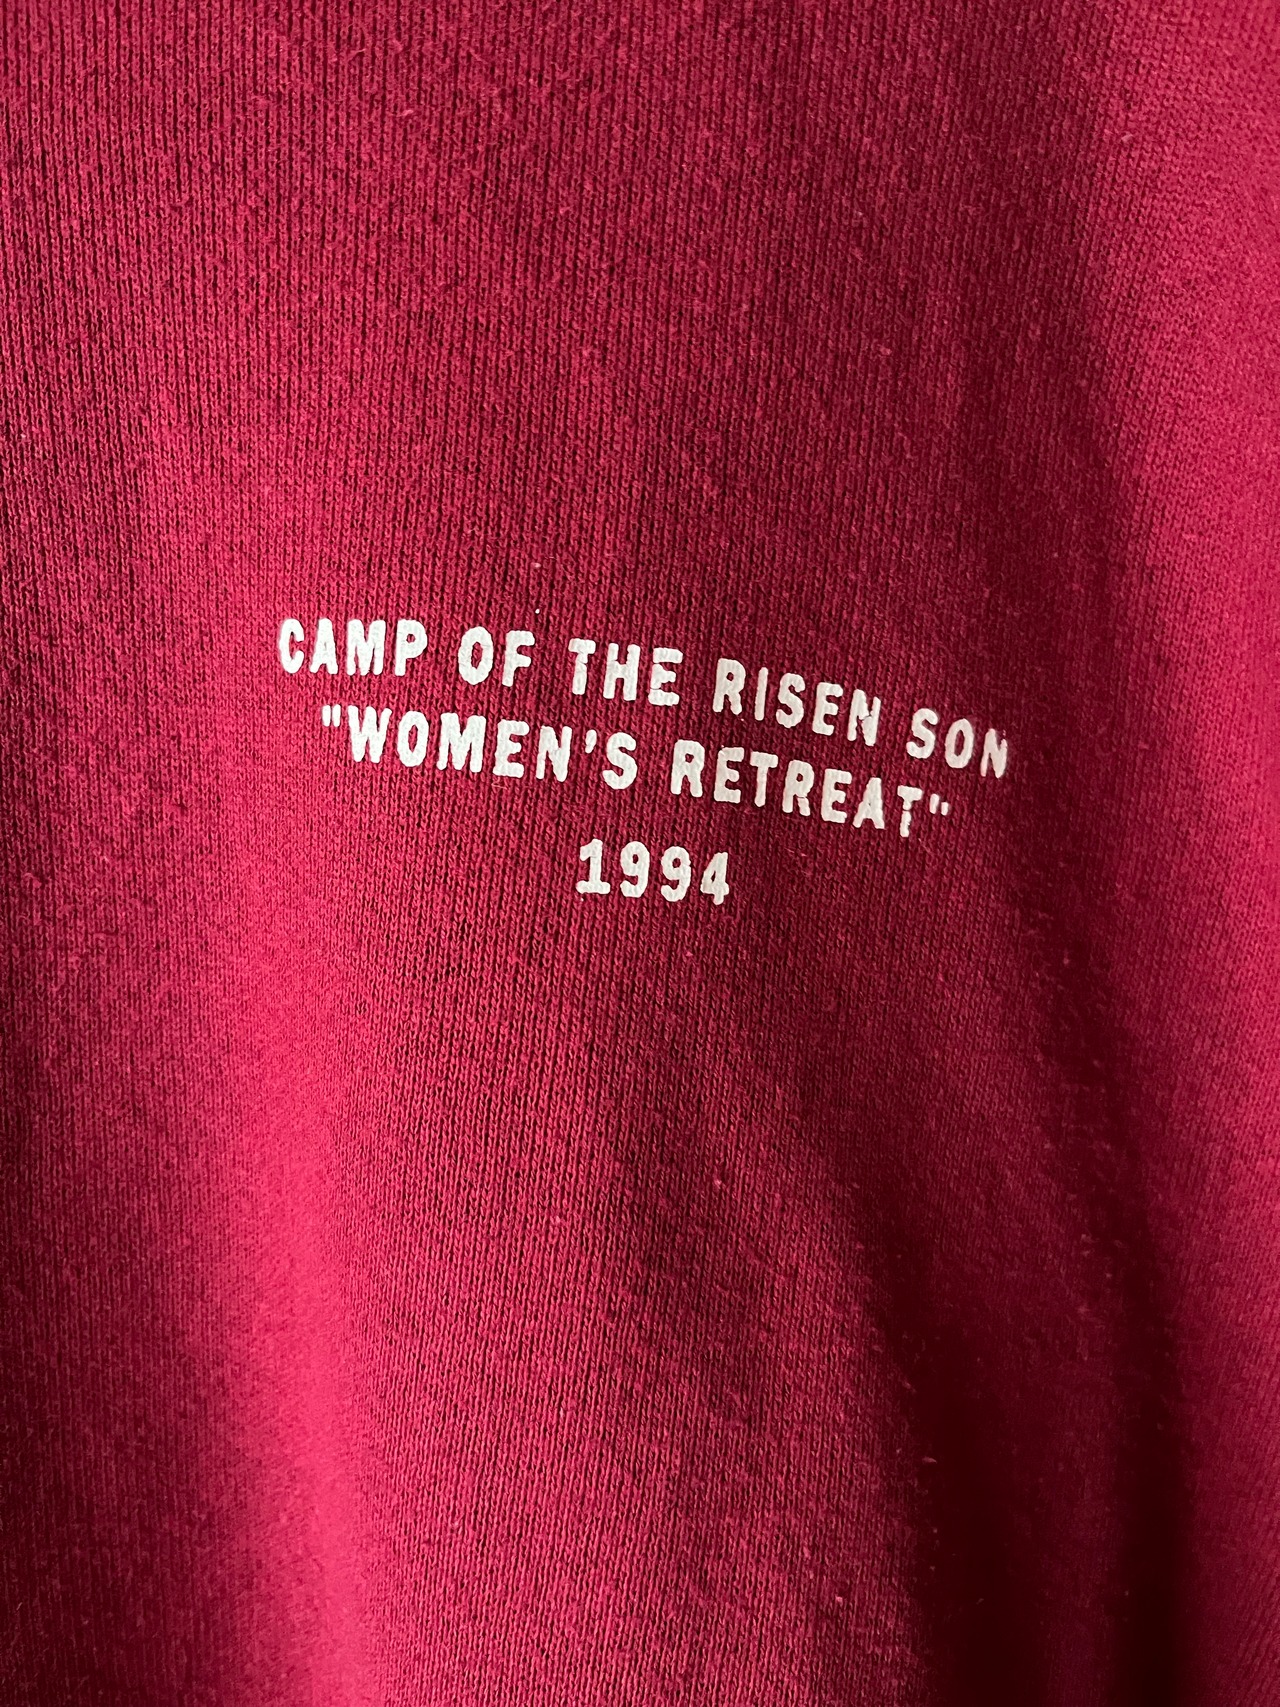 CAMP OF THE RISEN SON
"WOMEN'S RETREAT"
1994